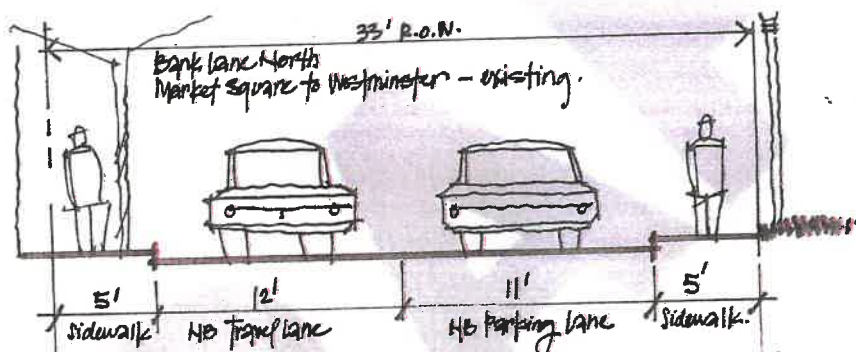 33' R.O.W.
Bank Lane North
Market Square to Westminster - existing.
5' 12' 11' 5'
Sidewalk NB Travel Lane NB Parking Lane Sidewalk.